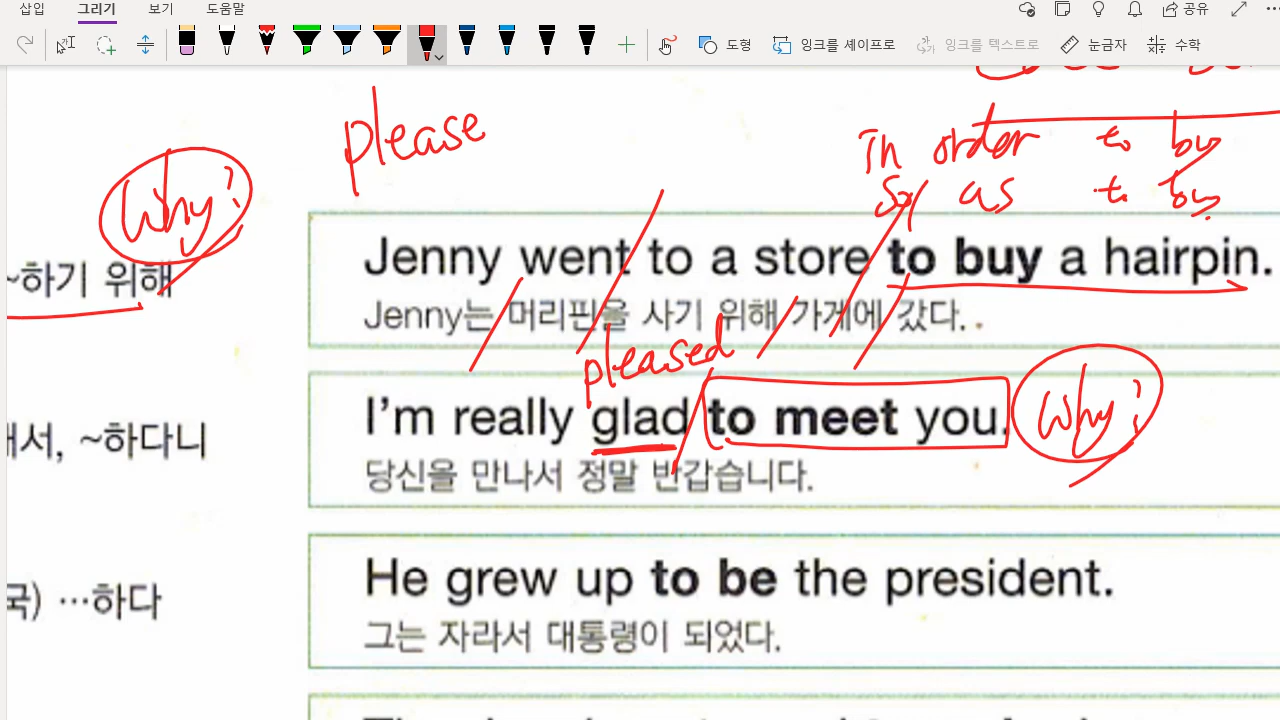 삽입 그리기 보기 도움말 공유
도형 잉크를 셰이프로 잉크를 텍스트로 눈금자 수학
please
In order to buy
so as to buy
Why?
~하기 위해
Jenny went to a store to buy a hairpin.
Jenny는 머리핀을 사기 위해 가게에 갔다.
pleased
I'm really glad to meet you.
Why?
해서, ~하다니
당신을 만나서 정말 반갑습니다.
He grew up to be the president.
국) …하다
그는 자라서 대통령이 되었다.